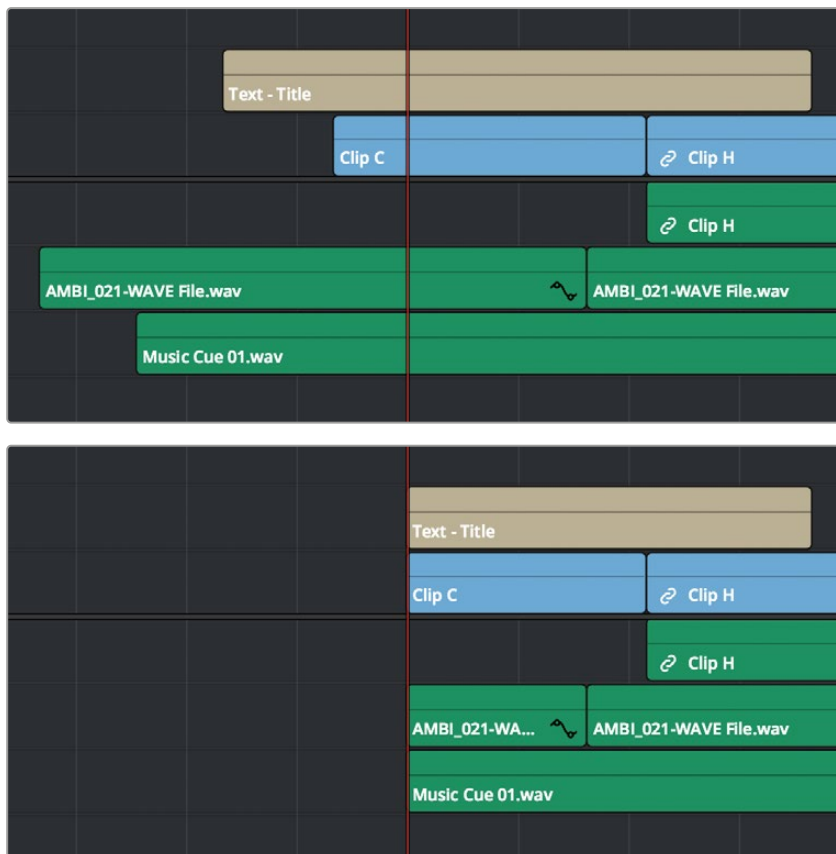 Text - Title
Clip C
Clip H
Clip H
AMBI_021-WAVE File.wav
AMBI_021-WAVE File.wav
Music Cue 01.wav
Text - Title
Clip C
Clip H
Clip H
AMBI_021-WA...
AMBI_021-WAVE File.wav
Music Cue 01.wav